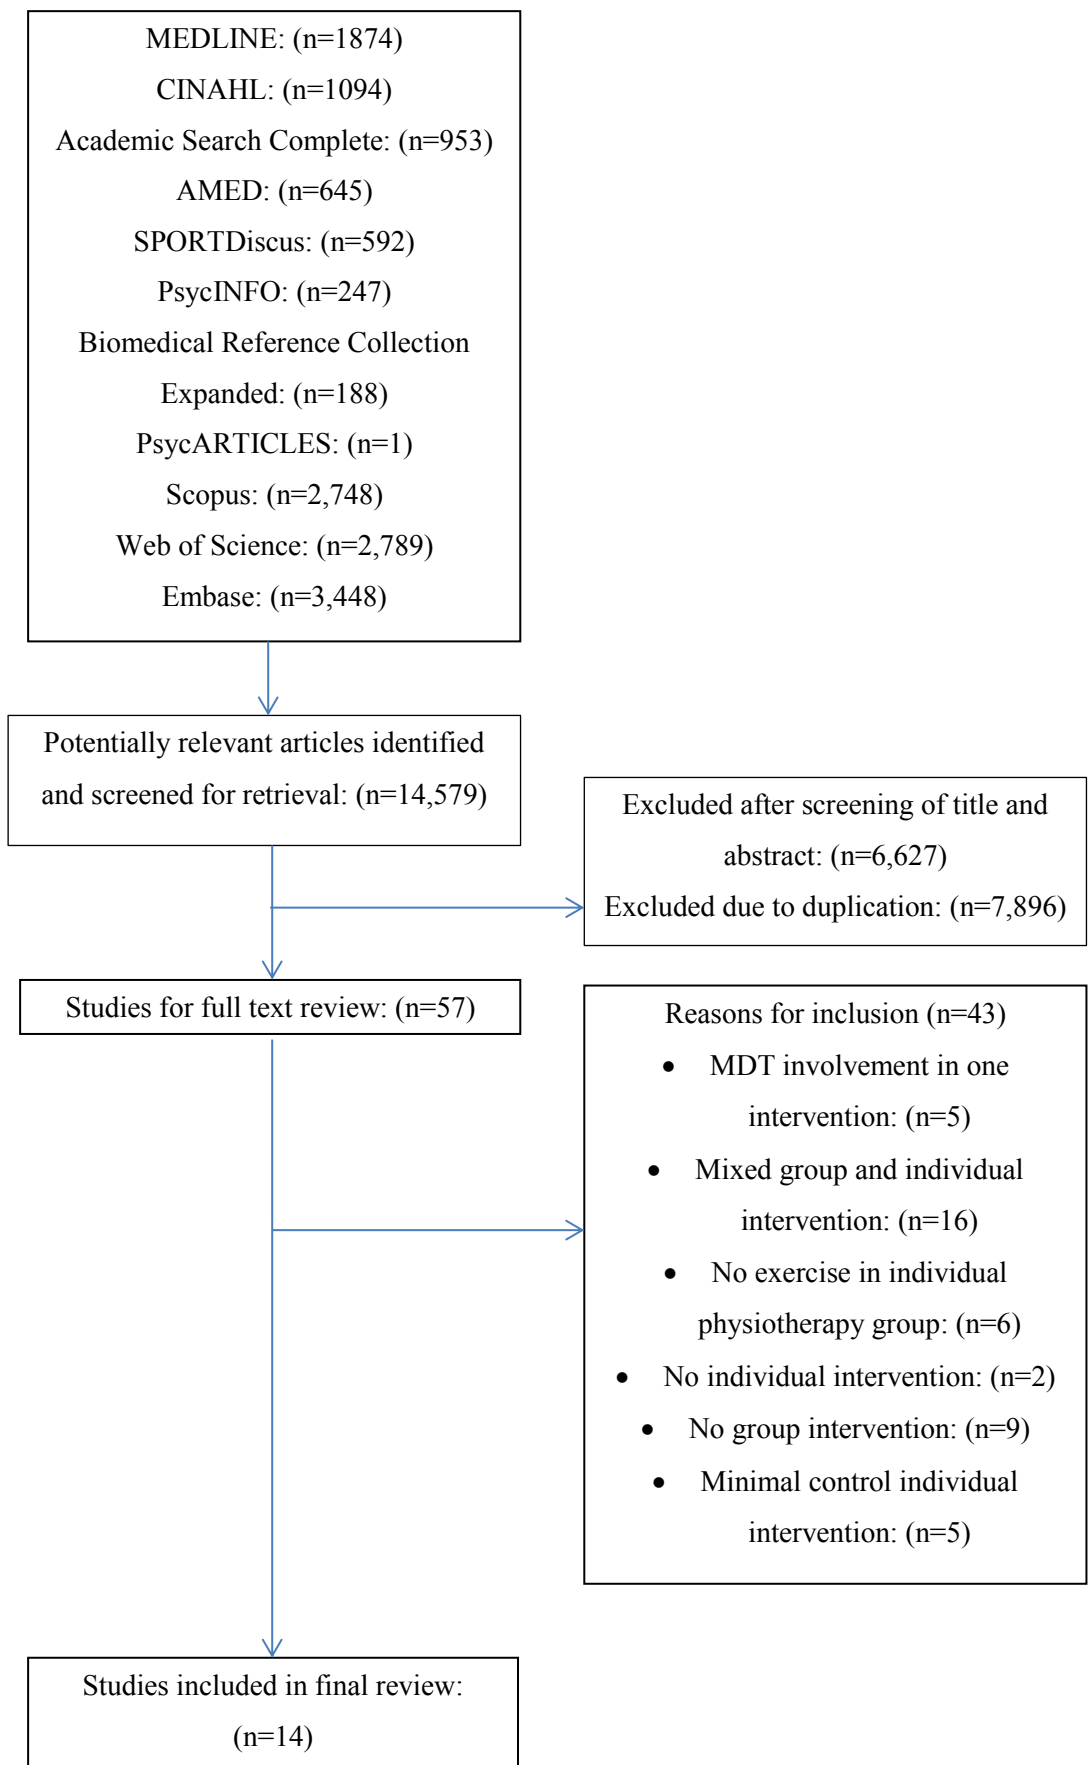 MEDLINE: (n=1874)
CINAHL: (n=1094)
Academic Search Complete: (n=953)
AMED: (n=645)
SPORTDiscus: (n=592)
PsycINFO: (n=247)
Biomedical Reference Collection
Expanded: (n=188)
PsycARTICLES: (n=1)
Scopus: (n=2,748)
Web of Science: (n=2,789)
Embase: (n=3,448)
Potentially relevant articles identified
and screened for retrieval: (n=14,579)
Excluded after screening of title and
abstract: (n=6,627)
Excluded due to duplication: (n=7,896)
Studies for full text review: (n=57)
Reasons for inclusion (n=43)
• MDT involvement in one
intervention: (n=5)
• Mixed group and individual
intervention: (n=16)
• No exercise in individual
physiotherapy group: (n=6)
• No individual intervention: (n=2)
• No group intervention: (n=9)
• Minimal control individual
intervention: (n=5)
Studies included in final review:
(n=14)